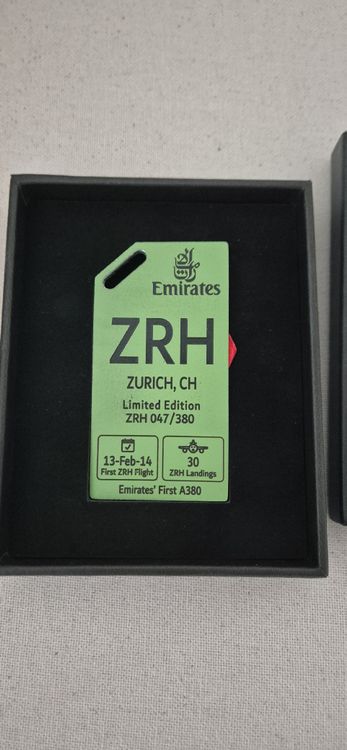 Emirates
ZRH
ZURICH, CH
Limited Edition
ZRH 047/380
13-Feb-14
First ZRH Flight
30
ZRH Landings
Emirates' First A380